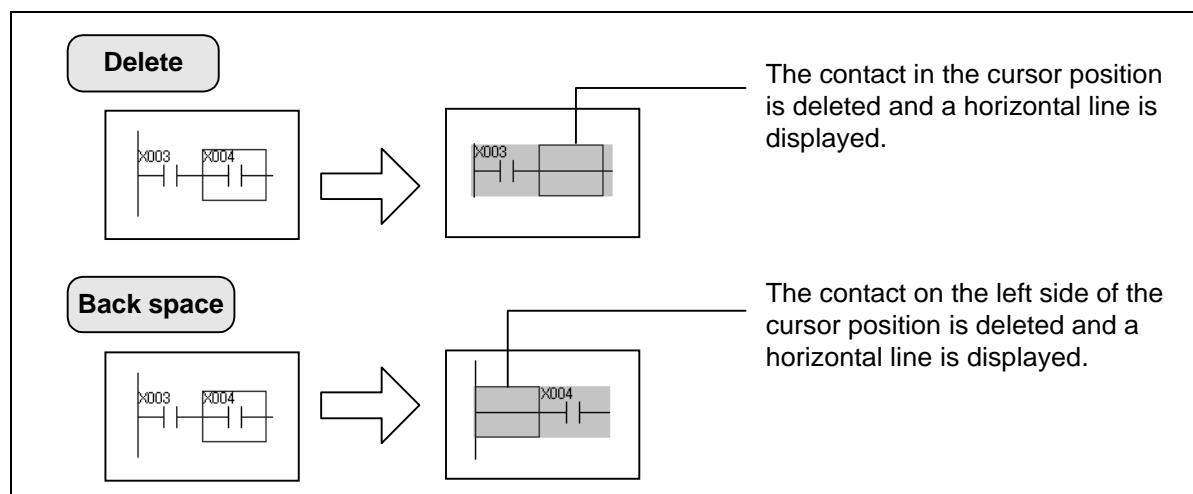 Delete
X003 X004
X003
The contact in the cursor position
is deleted and a horizontal line is
displayed.
Back space
X003 X004
X004
The contact on the left side of the
cursor position is deleted and a
horizontal line is displayed.